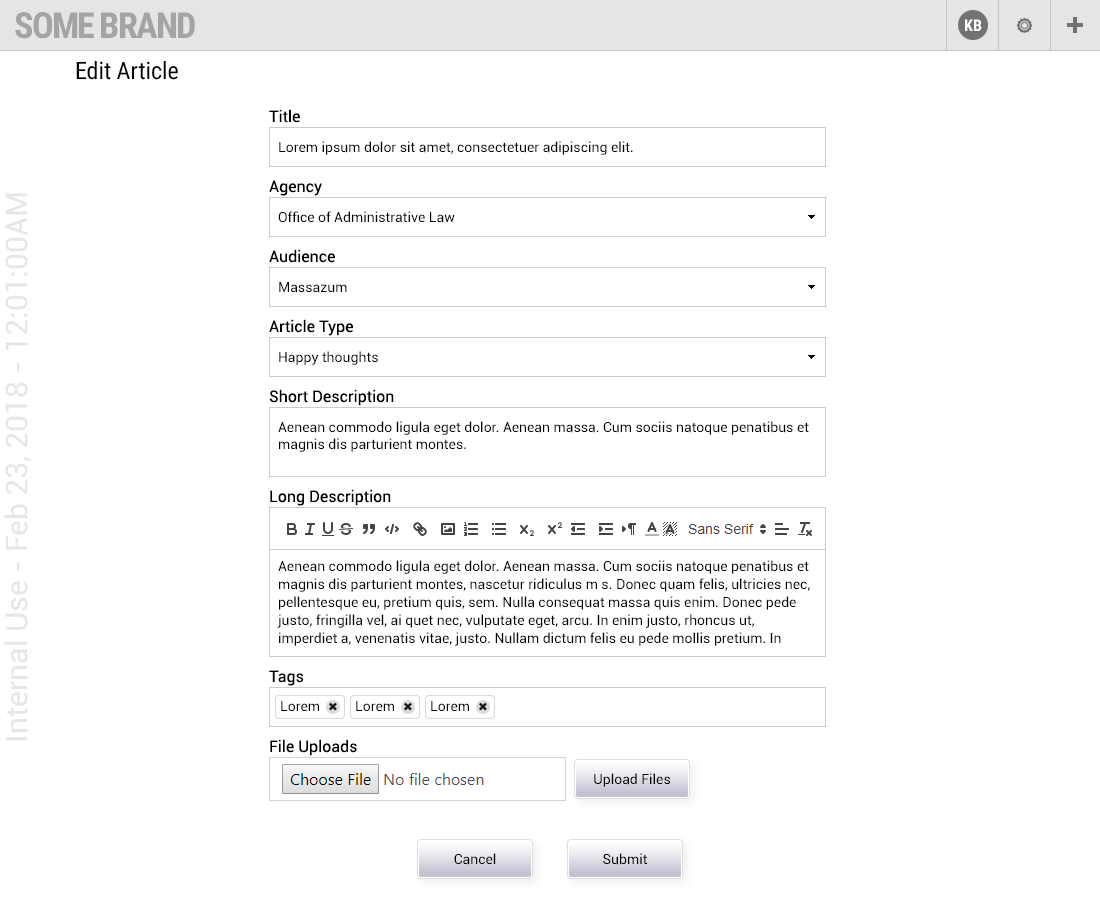 SOME BRAND
KB
Edit Article
Title
Lorem ipsum dolor sit amet, consectetuer adipiscing elit.
Agency
Office of Administrative Law
Audience
Massazum
Article Type
Happy thoughts
Short Description
Aenean commodo ligula eget dolor. Aenean massa. Cum sociis natoque penatibus et
magnis dis parturient montes.
Long Description
Sans Serif
Aenean commodo ligula eget dolor. Aenean massa. Cum sociis natoque penatibus et
magnis dis parturient montes, nascetur ridiculus m s. Donec quam felis, ultricies nec,
pellentesque eu, pretium quis, sem. Nulla consequat massa quis enim. Donec pede
justo, fringilla vel, ai quet nec, vulputate eget, arcu. In enim justo, rhoncus ut,
imperdiet a, venenatis vitae, justo. Nullam dictum felis eu pede mollis pretium. In
Tags
Lorem Lorem Lorem
File Uploads
Choose File No file chosen Upload Files
Cancel Submit
Internal Use - Feb 23, 2018 - 12:01:00AM